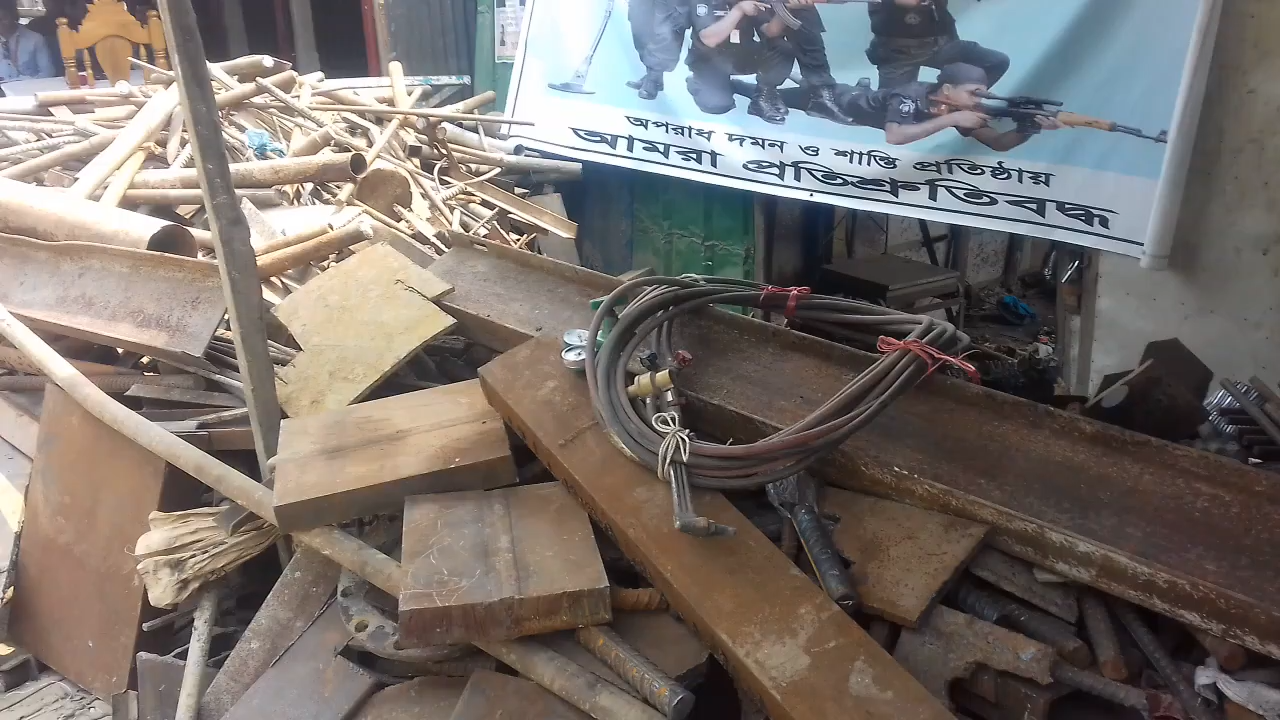 অপরাধ দমন ও শান্তি প্রতিষ্ঠায়
আমরা প্রতিশ্রুতিবদ্ধ